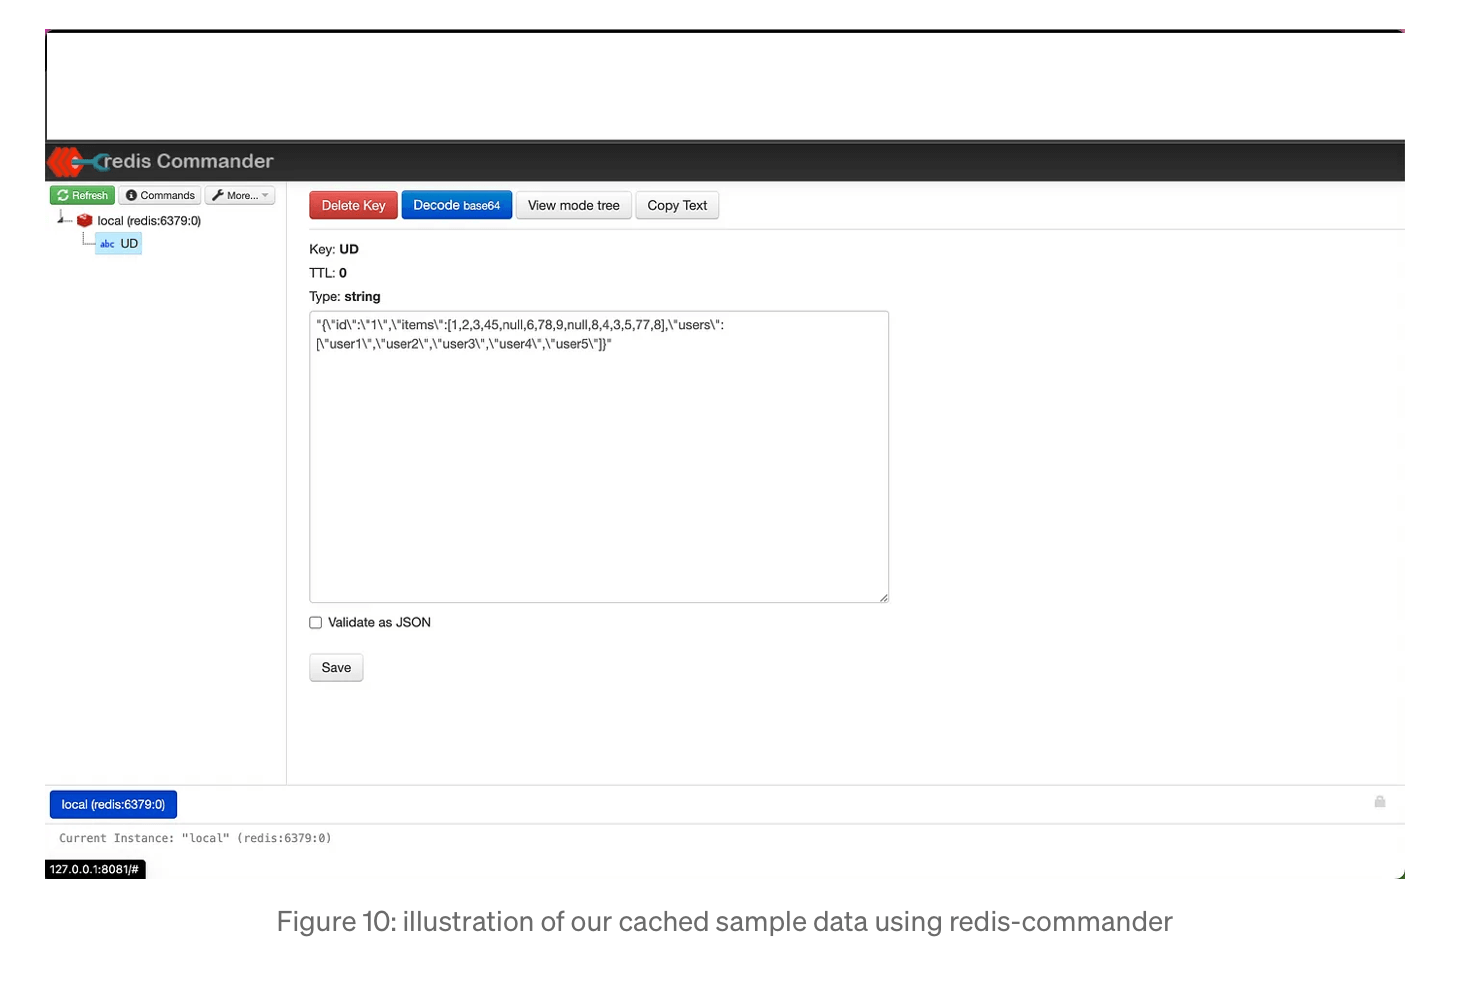 redis Commander
Refresh Commands More...
local (redis:6379:0)
abc UD
Delete Key Decode base64 View mode tree Copy Text
Key: UD
TTL: 0
Type: string
"{\"id\":\"1\",\"items\":[1,2,3,45,null,6,78,9,null,8,4,3,5,77,8],\"users\":
[\"user1\",\"user2\",\"user3\",\"user4\",\"user5\"]}"
Validate as JSON
Save
local (redis:6379:0)
Current Instance: "local" (redis:6379:0)
127.0.0.1:8081/#
Figure 10: illustration of our cached sample data using redis-commander